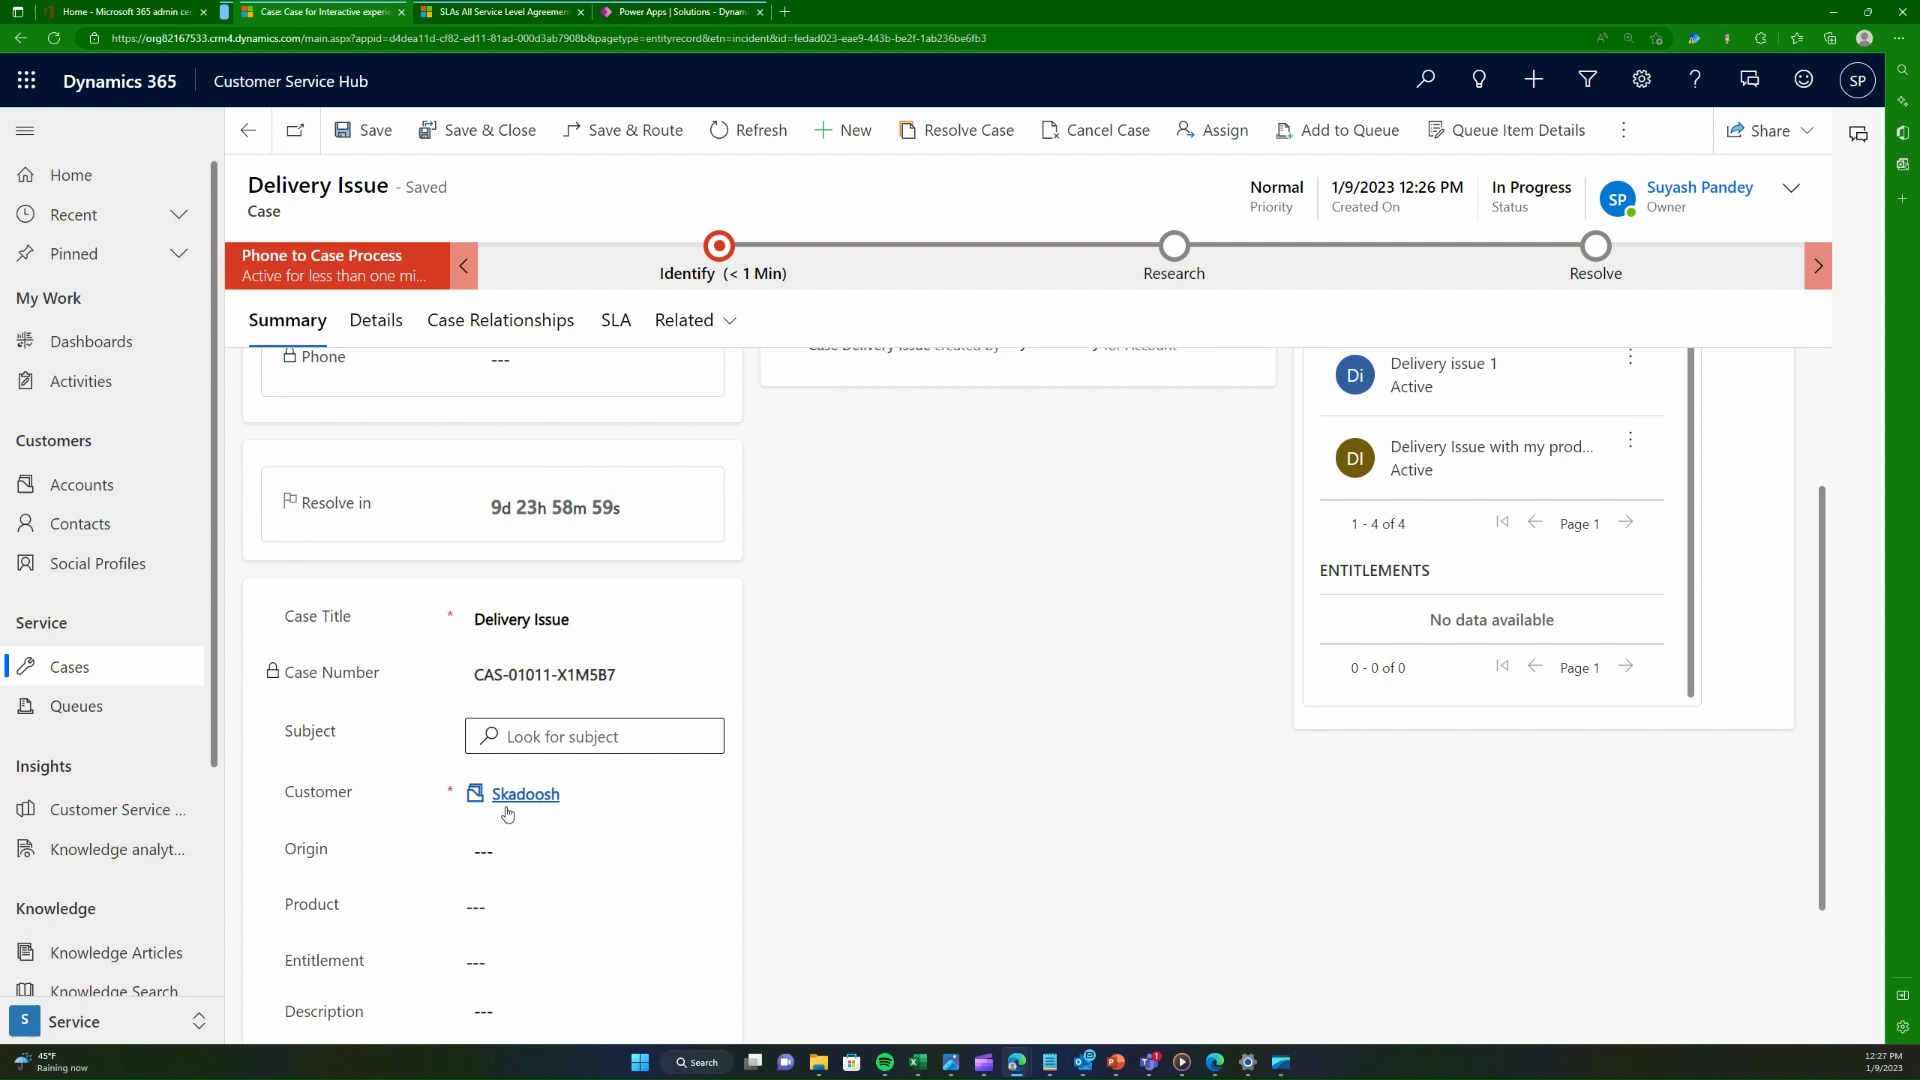 Home - Microsoft 365 admin cen
Case: Case for Interactive experie
SLAs All Service Level Agreement
Power Apps | Solutions - Dynam
https://org82167533.crm4.dynamics.com/main.aspx?appid=d4dea11d-cf82-ed11-81ad-000d3ab7908b&pagetype=entityrecord&etn=incident&id=fedad023-eae9-443b-be2f-1ab236be6fb3
Dynamics 365
Customer Service Hub
SP
Save
Save & Close
Save & Route
Refresh
New
Resolve Case
Cancel Case
Assign
Add to Queue
Queue Item Details
Share
Home
Recent
Pinned
My Work
Dashboards
Activities
Customers
Accounts
Contacts
Social Profiles
Service
Cases
Queues
Insights
Customer Service ...
Knowledge analyt...
Knowledge
Knowledge Articles
Knowledge Search
S Service
Delivery Issue - Saved
Case
Normal
Priority
1/9/2023 12:26 PM
Created On
In Progress
Status
SP
Suyash Pandey
Owner
Phone to Case Process
Active for less than one mi...
Identify (< 1 Min)
Research
Resolve
Summary
Details
Case Relationships
SLA
Related
Phone
---
Resolve in
9d 23h 58m 59s
Case Title * Delivery Issue
Case Number CAS-01011-X1M5B7
Subject Look for subject
Customer * Skadoosh
Origin ---
Product ---
Entitlement ---
Description ---
Case Delivery Issue created by
for Account
Di
Delivery issue 1
Active
DI
Delivery Issue with my prod...
Active
1 - 4 of 4
Page 1
ENTITLEMENTS
No data available
0 - 0 of 0
Page 1
45°F
Raining now
Search
12:27 PM
1/9/2023